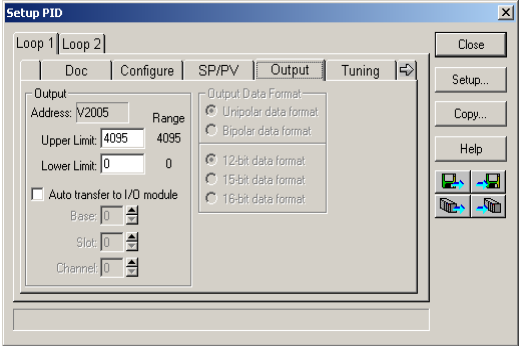 Setup PID
Loop 1 Loop 2
Doc Configure SP/PV Output Tuning
Output
Address: V2005 Range
Upper Limit: 4095 4095
Lower Limit: 0 0
Auto transfer to I/O module
Base: 0
Slot: 0
Channel: 0
Output Data Format
Unipolar data format
Bipolar data format
12-bit data format
15-bit data format
16-bit data format
Close
Setup...
Copy...
Help